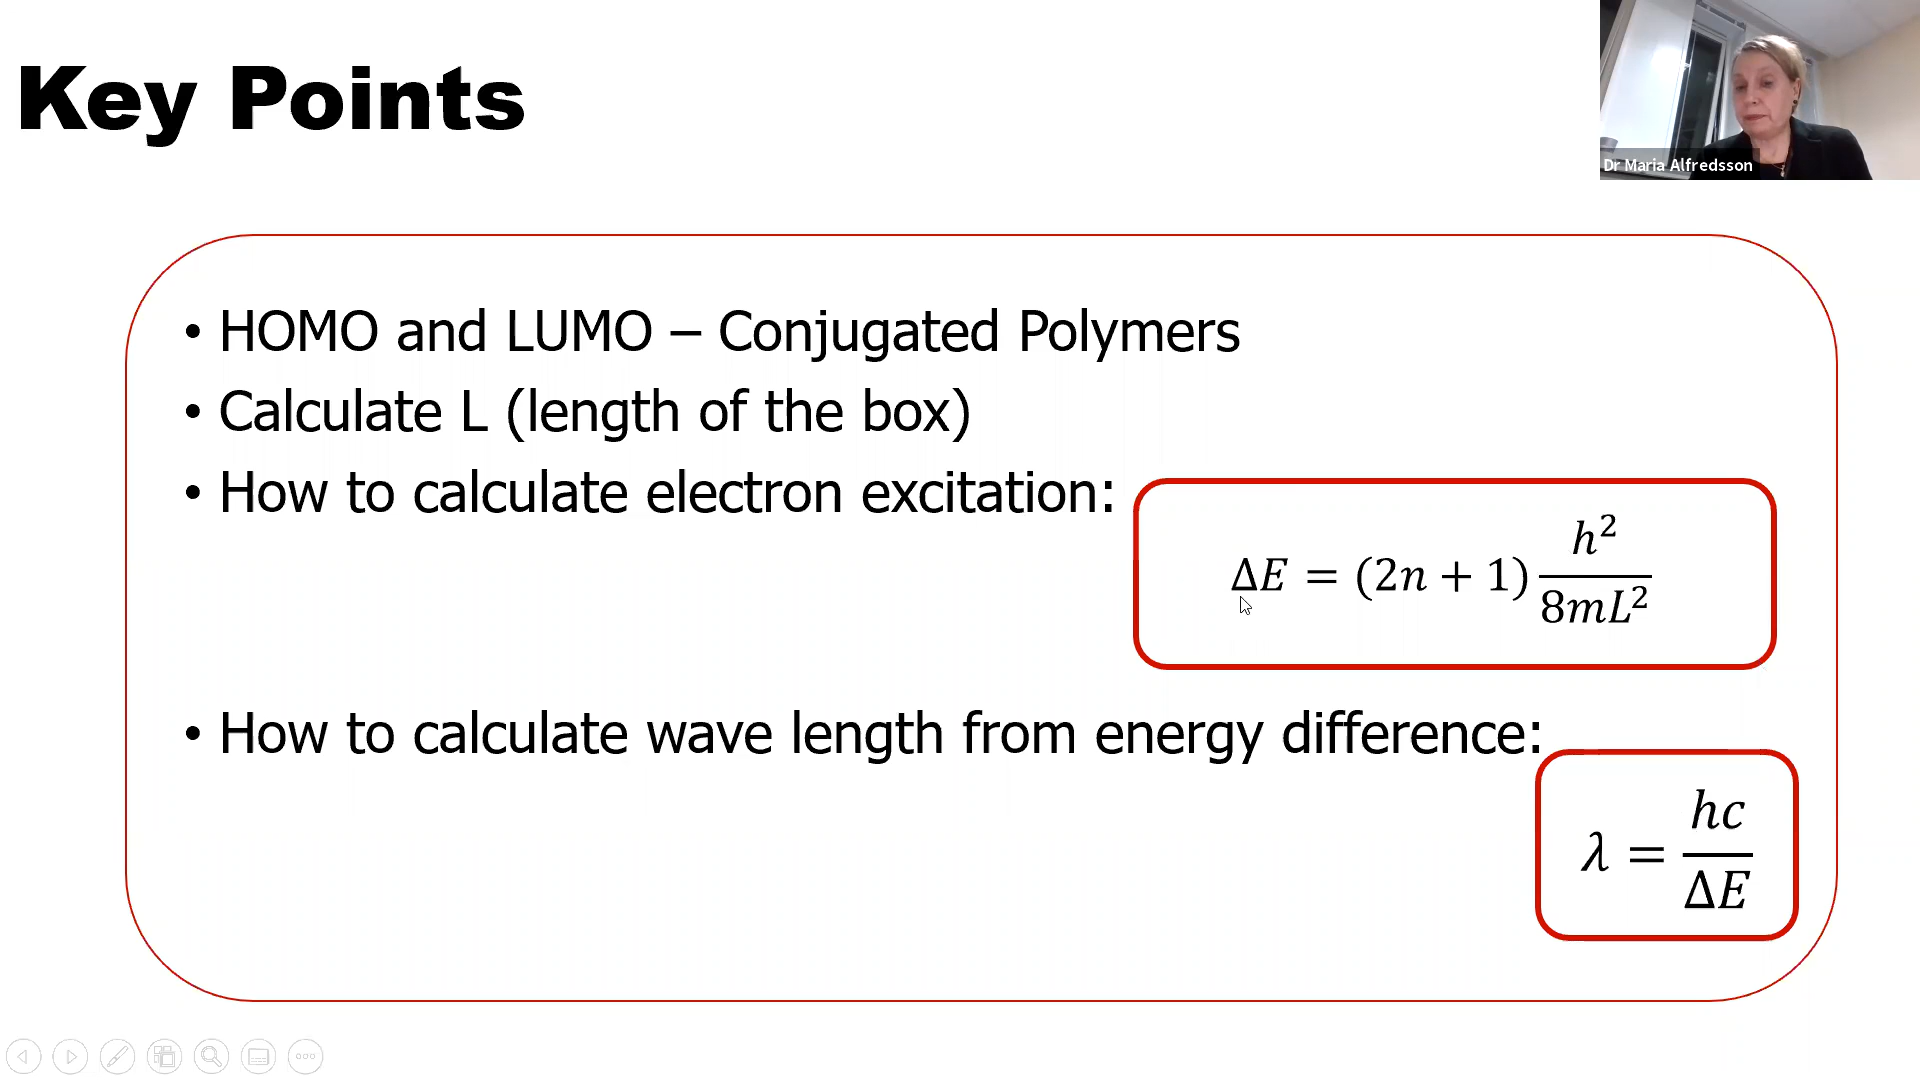 Key Points
Dr Maria Alfredsson
• HOMO and LUMO – Conjugated Polymers
• Calculate L (length of the box)
• How to calculate electron excitation:
ΔE = (2n + 1) h² / 8mL²
• How to calculate wave length from energy difference:
λ = hc / ΔE